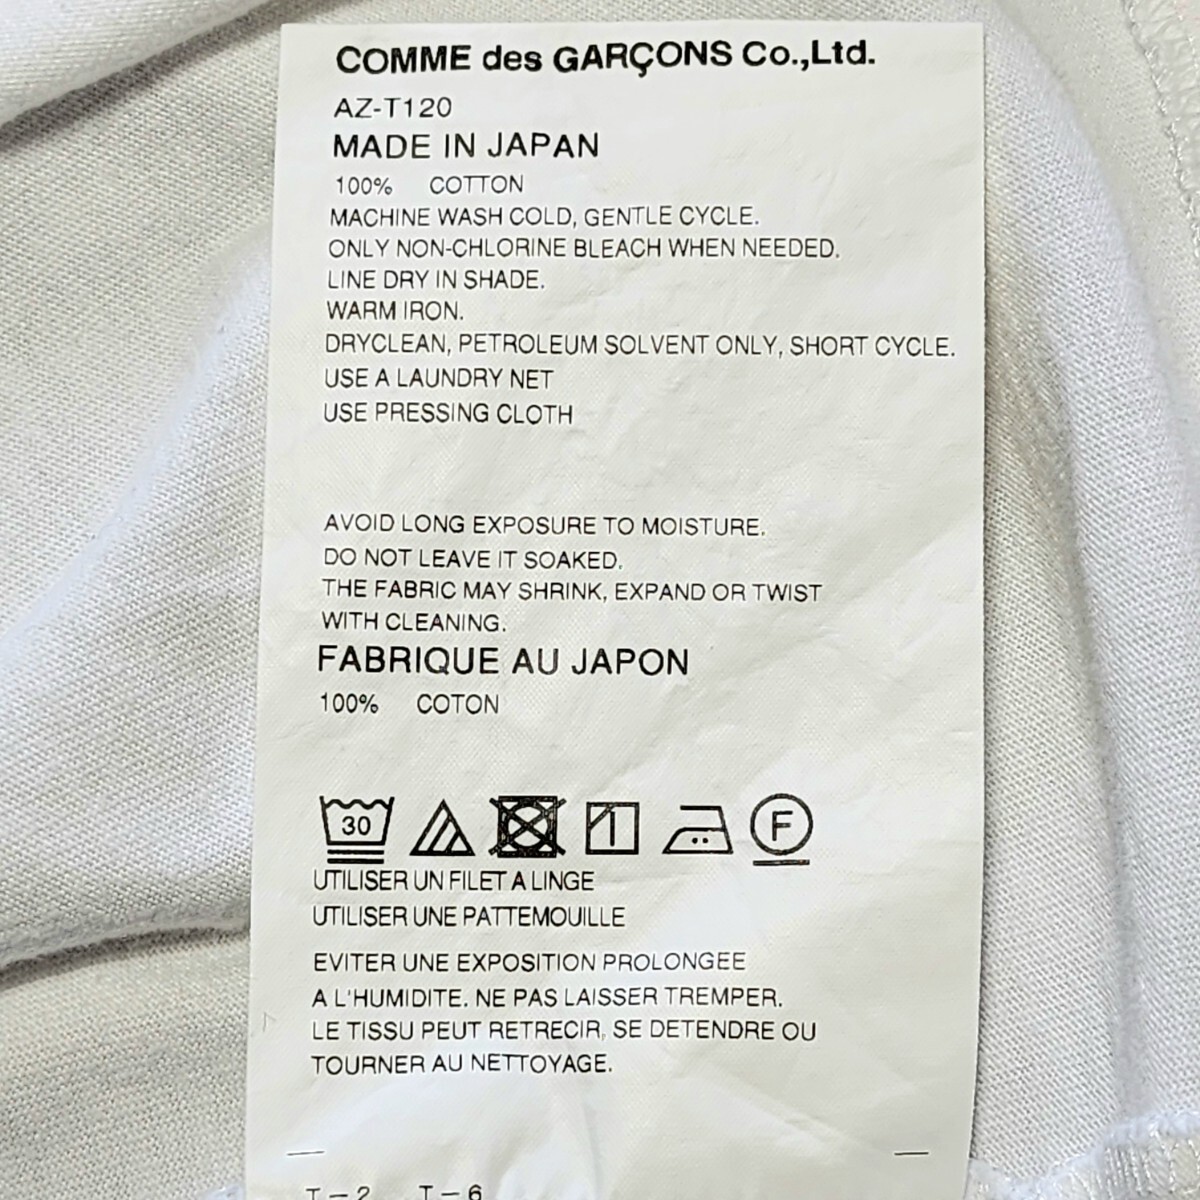 COMME des GARÇONS Co.,Ltd.
AZ-T120
MADE IN JAPAN
100% COTTON
MACHINE WASH COLD, GENTLE CYCLE.
ONLY NON-CHLORINE BLEACH WHEN NEEDED.
LINE DRY IN SHADE.
WARM IRON.
DRYCLEAN, PETROLEUM SOLVENT ONLY, SHORT CYCLE.
USE A LAUNDRY NET
USE PRESSING CLOTH
AVOID LONG EXPOSURE TO MOISTURE.
DO NOT LEAVE IT SOAKED.
THE FABRIC MAY SHRINK, EXPAND OR TWIST
WITH CLEANING.
FABRIQUE AU JAPON
100% COTON
30 F
UTILISER UN FILET A LINGE
UTILISER UNE PATTEMOUILLE
EVITER UNE EXPOSITION PROLONGEE
A L'HUMIDITE. NE PAS LAISSER TREMPER.
LE TISSU PEUT RETRECIR, SE DETENDRE OU
TOURNER AU NETTOYAGE.
T-2 T-6